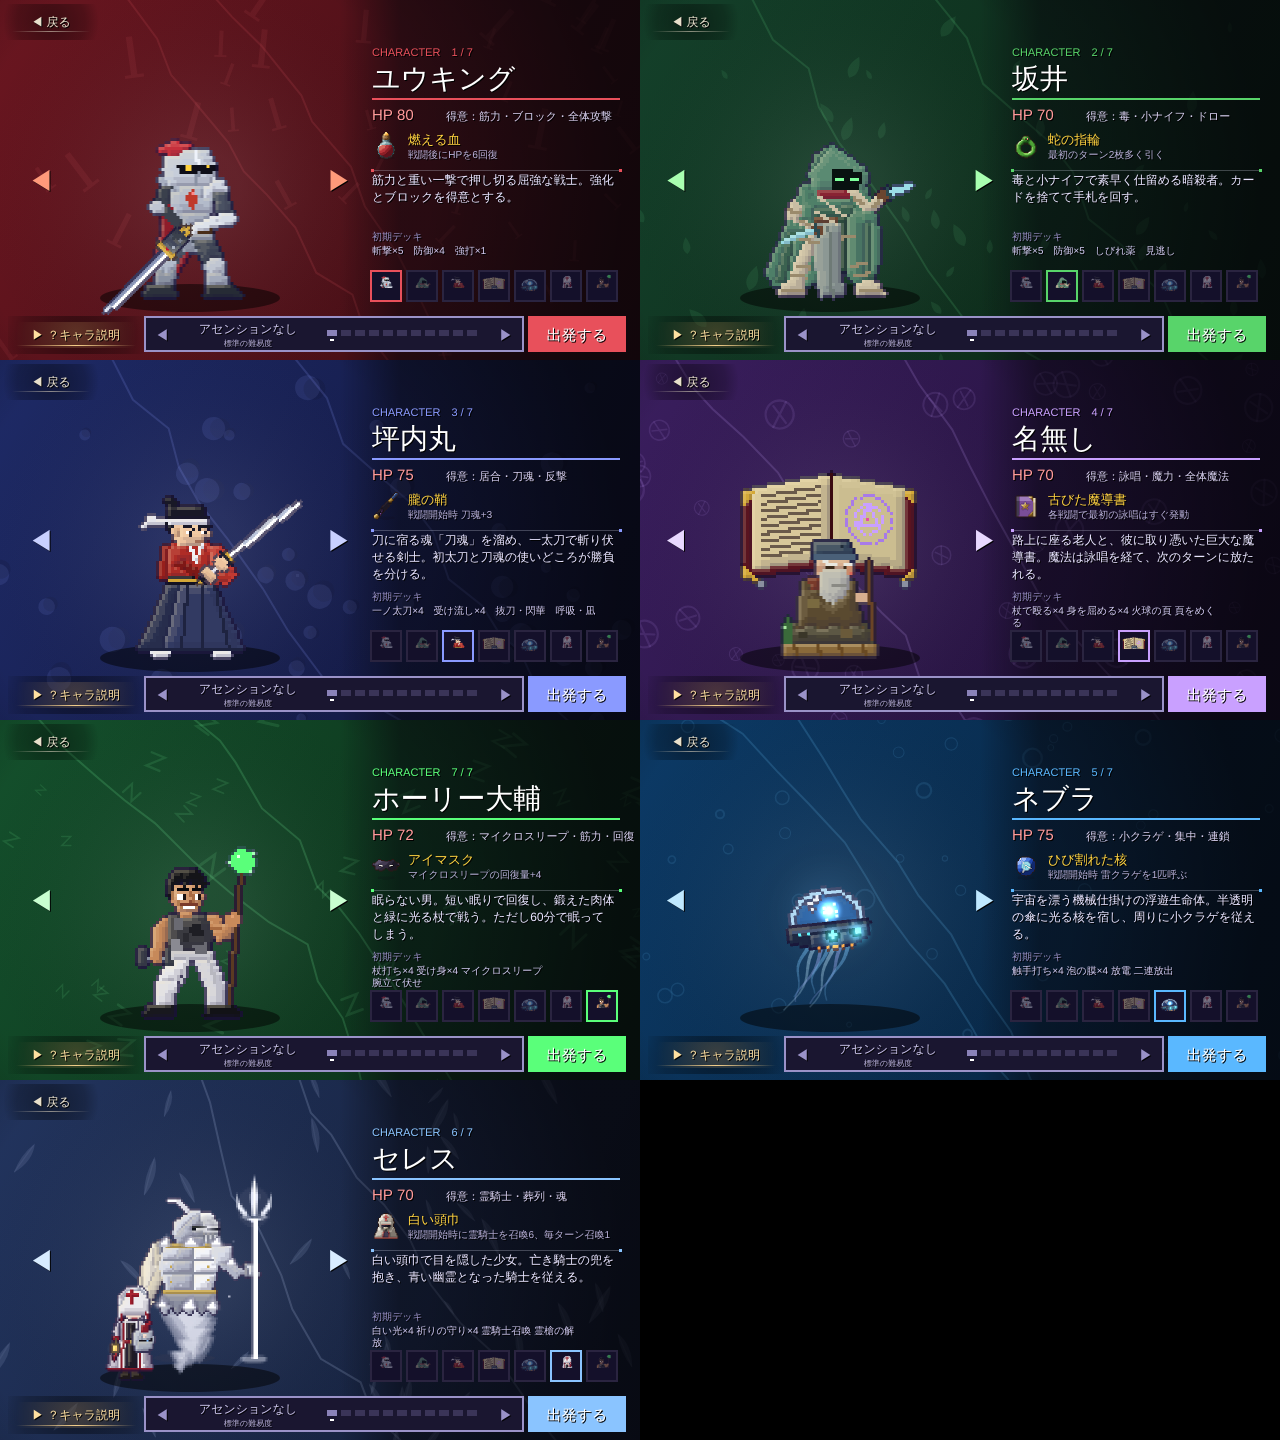 ◀ 戻る
CHARACTER 1 / 7
ユウキング
HP 80 得意：筋力・ブロック・全体攻撃
燃える血
戦闘後にHPを6回復
筋力と重い一撃で押し切る屈強な戦士。強化
とブロックを得意とする。
初期デッキ
斬撃×5 防御×4 強打×1
▶ ？キャラ説明
◀ アセンションなし ▶
標準の難易度
出発する
◀ 戻る
CHARACTER 2 / 7
坂井
HP 70 得意：毒・小ナイフ・ドロー
蛇の指輪
最初のターン2枚多く引く
毒と小ナイフで素早く仕留める暗殺者。カー
ドを捨てて手札を回す。
初期デッキ
斬撃×5 防御×5 しびれ薬 見逃し
▶ ？キャラ説明
◀ アセンションなし ▶
標準の難易度
出発する
◀ 戻る
CHARACTER 3 / 7
坪内丸
HP 75 得意：居合・刀魂・反撃
朧の鞘
戦闘開始時 刀魂+3
刀に宿る魂「刀魂」を溜め、一太刀で斬り伏
せる剣士。初太刀と刀魂の使いどころが勝負
を分ける。
初期デッキ
一ノ太刀×4 受け流し×4 抜刀・閃華 呼吸・凪
▶ ？キャラ説明
◀ アセンションなし ▶
標準の難易度
出発する
◀ 戻る
CHARACTER 4 / 7
名無し
HP 70 得意：詠唱・魔力・全体魔法
古びた魔導書
各戦闘で最初の詠唱はすぐ発動
路上に座る老人と、彼に取り憑いた巨大な魔
導書。魔法は詠唱を経て、次のターンに放た
れる。
初期デッキ
杖で殴る×4 身を屈める×4 火球の頁 頁をめく
る
▶ ？キャラ説明
◀ アセンションなし ▶
標準の難易度
出発する
◀ 戻る
CHARACTER 7 / 7
ホーリー大輔
HP 72 得意：マイクロスリープ・筋力・回復
アイマスク
マイクロスリープの回復量+4
眠らない男。短い眠りで回復し、鍛えた肉体
と緑に光る杖で戦う。ただし60分で眠って
しまう。
初期デッキ
杖打ち×4 受け身×4 マイクロスリープ
腕立て伏せ
▶ ？キャラ説明
◀ アセンションなし ▶
標準の難易度
出発する
◀ 戻る
CHARACTER 5 / 7
ネブラ
HP 75 得意：小クラゲ・集中・連鎖
ひび割れた核
戦闘開始時 雷クラゲを1匹呼ぶ
宇宙を漂う機械仕掛けの浮遊生命体。半透明
の傘に光る核を宿し、周りに小クラゲを従え
る。
初期デッキ
触手打ち×4 泡の膜×4 放電 二連放出
▶ ？キャラ説明
◀ アセンションなし ▶
標準の難易度
出発する
◀ 戻る
CHARACTER 6 / 7
セレス
HP 70 得意：霊騎士・葬列・魂
白い頭巾
戦闘開始時に霊騎士を召喚6、毎ターン召喚1
白い頭巾で目を隠した少女。亡き騎士の兜を
抱き、青い幽霊となった騎士を従える。
初期デッキ
白い光×4 祈りの守り×4 霊騎士召喚 霊槍の解
放
▶ ？キャラ説明
◀ アセンションなし ▶
標準の難易度
出発する